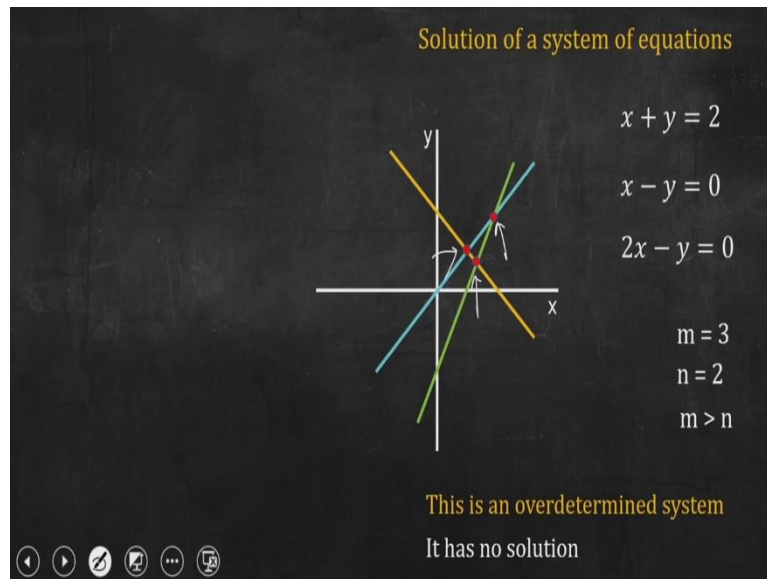 Solution of a system of equations
y
x
x + y = 2
x − y = 0
2x − y = 0
m = 3
n = 2
m > n
This is an overdetermined system
It has no solution